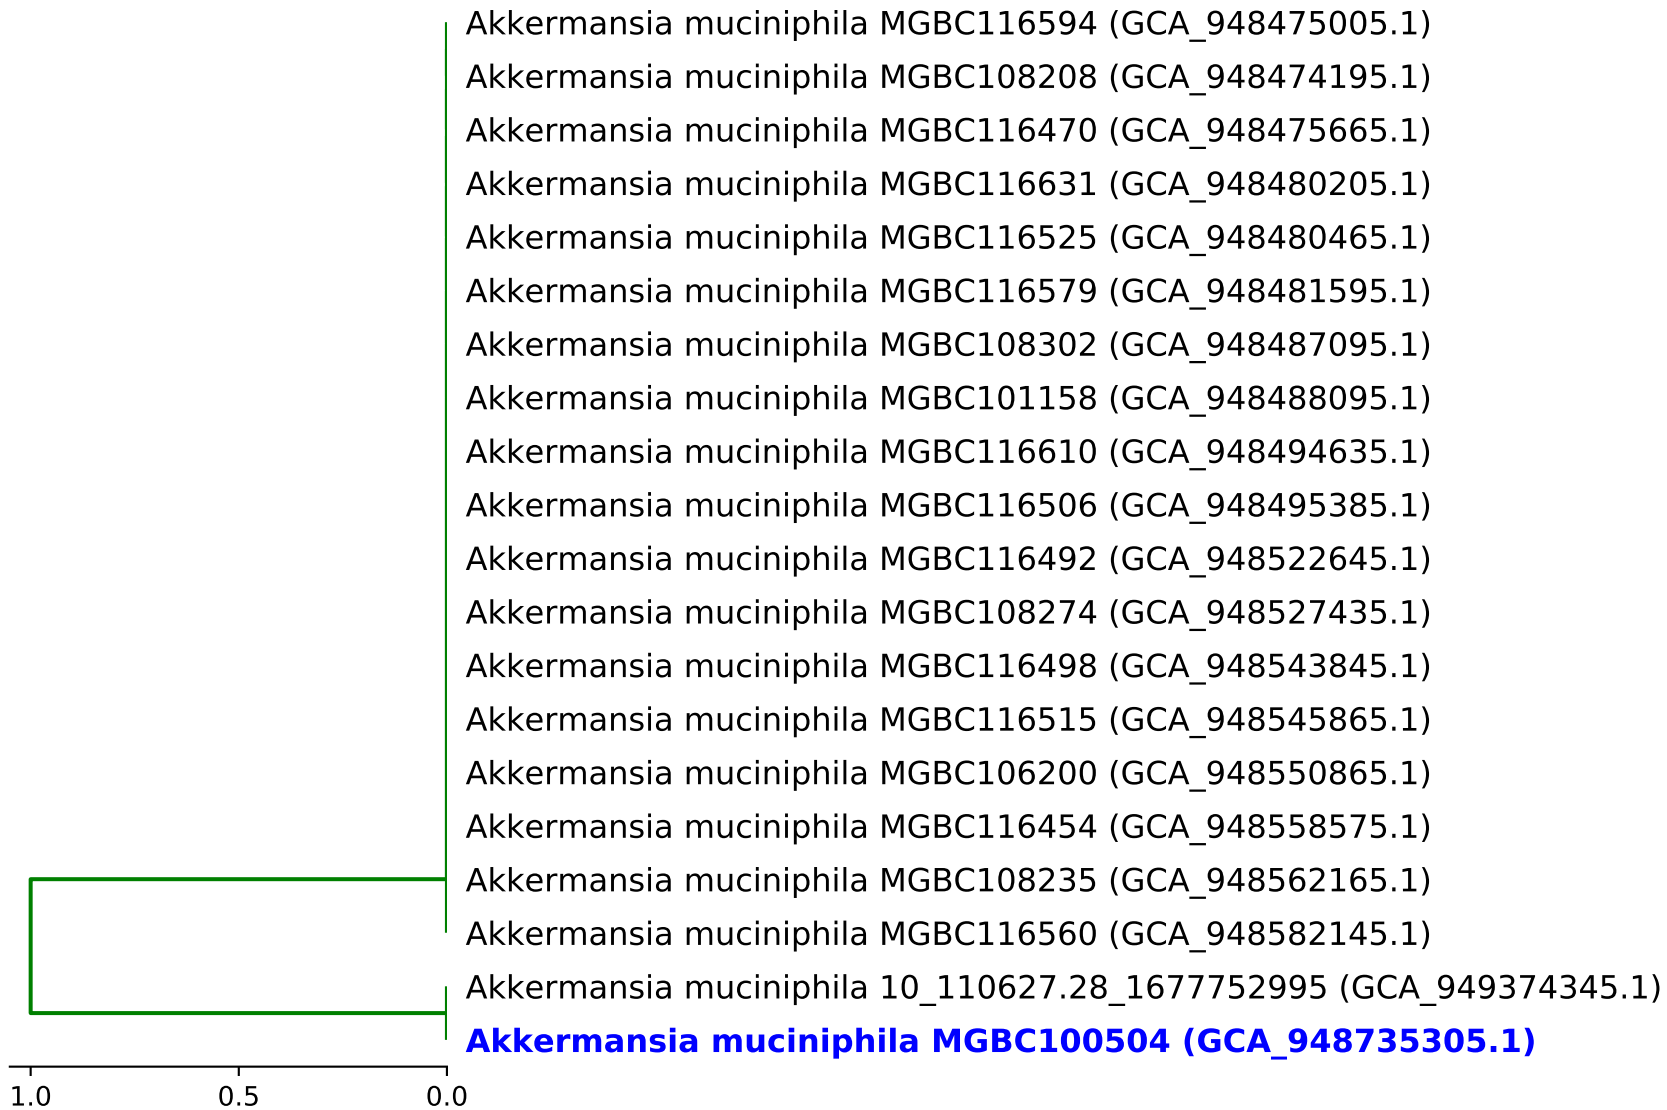 Akkermansia muciniphila MGBC116594 (GCA_948475005.1)
Akkermansia muciniphila MGBC108208 (GCA_948474195.1)
Akkermansia muciniphila MGBC116470 (GCA_948475665.1)
Akkermansia muciniphila MGBC116631 (GCA_948480205.1)
Akkermansia muciniphila MGBC116525 (GCA_948480465.1)
Akkermansia muciniphila MGBC116579 (GCA_948481595.1)
Akkermansia muciniphila MGBC108302 (GCA_948487095.1)
Akkermansia muciniphila MGBC101158 (GCA_948488095.1)
Akkermansia muciniphila MGBC116610 (GCA_948494635.1)
Akkermansia muciniphila MGBC116506 (GCA_948495385.1)
Akkermansia muciniphila MGBC116492 (GCA_948522645.1)
Akkermansia muciniphila MGBC108274 (GCA_948527435.1)
Akkermansia muciniphila MGBC116498 (GCA_948543845.1)
Akkermansia muciniphila MGBC116515 (GCA_948545865.1)
Akkermansia muciniphila MGBC106200 (GCA_948550865.1)
Akkermansia muciniphila MGBC116454 (GCA_948558575.1)
Akkermansia muciniphila MGBC108235 (GCA_948562165.1)
Akkermansia muciniphila MGBC116560 (GCA_948582145.1)
Akkermansia muciniphila 10_110627.28_1677752995 (GCA_949374345.1)
Akkermansia muciniphila MGBC100504 (GCA_948735305.1)
1.0 0.5 0.0